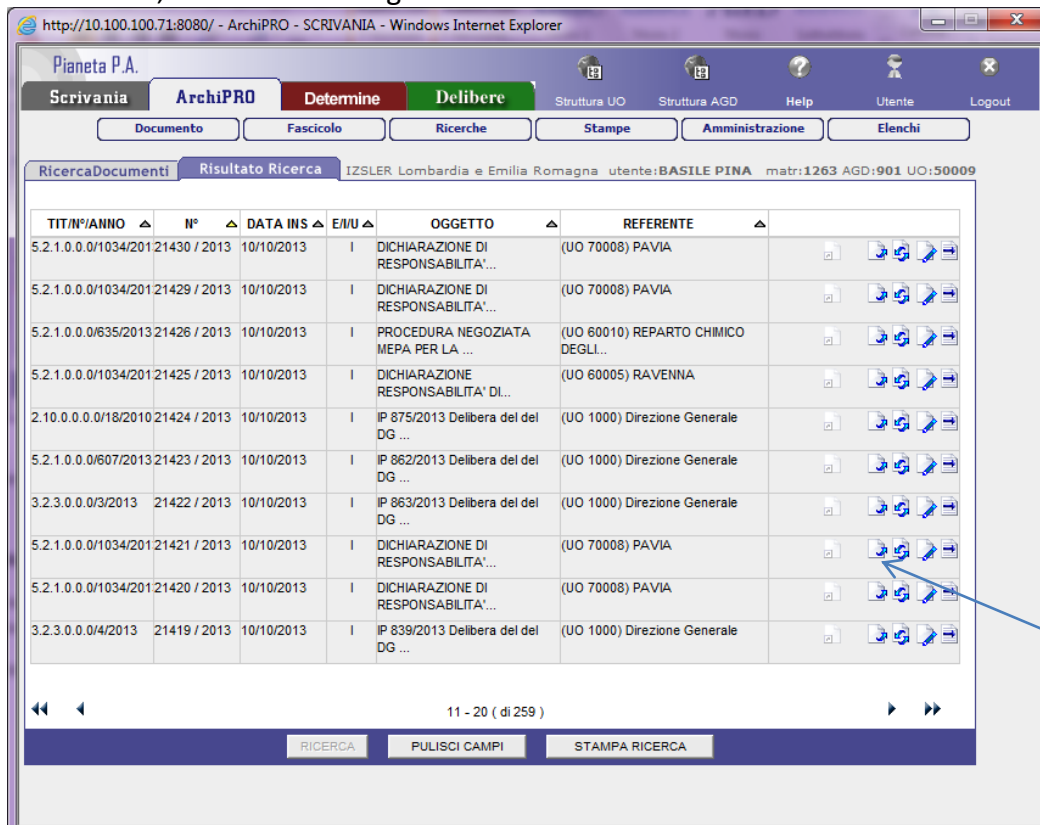 http://10.100.100.71:8080/ - ArchiPRO - SCRIVANIA - Windows Internet Explorer
Pianeta P.A.
Scrivania ArchiPRO Determine Delibere Struttura UO Struttura AGD Help Utente Logout
Documento Fascicolo Ricerche Stampe Amministrazione Elenchi
RicercaDocumenti Risultato Ricerca IZSLER Lombardia e Emilia Romagna utente:BASILE PINA matr:1263 AGD:901 UO:50009
TIT/N°/ANNO N° DATA INS E/I/U OGGETTO REFERENTE
5.2.1.0.0.0/1034/201 21430 / 2013 10/10/2013 I DICHIARAZIONE DI (UO 70008) PAVIA
RESPONSABILITA'...
5.2.1.0.0.0/1034/201 21429 / 2013 10/10/2013 I DICHIARAZIONE DI (UO 70008) PAVIA
RESPONSABILITA'...
5.2.1.0.0.0/635/2013 21426 / 2013 10/10/2013 I PROCEDURA NEGOZIATA (UO 60010) REPARTO CHIMICO
MEPA PER LA ... DEGLI...
5.2.1.0.0.0/1034/201 21425 / 2013 10/10/2013 I DICHIARAZIONE (UO 60005) RAVENNA
RESPONSABILITA' DI...
2.10.0.0.0.0/18/2010 21424 / 2013 10/10/2013 I IP 875/2013 Delibera del del (UO 1000) Direzione Generale
DG ...
5.2.1.0.0.0/607/2013 21423 / 2013 10/10/2013 I IP 862/2013 Delibera del del (UO 1000) Direzione Generale
DG ...
3.2.3.0.0.0/3/2013 21422 / 2013 10/10/2013 I IP 863/2013 Delibera del del (UO 1000) Direzione Generale
DG ...
5.2.1.0.0.0/1034/201 21421 / 2013 10/10/2013 I DICHIARAZIONE DI (UO 70008) PAVIA
RESPONSABILITA'...
5.2.1.0.0.0/1034/201 21420 / 2013 10/10/2013 I DICHIARAZIONE DI (UO 70008) PAVIA
RESPONSABILITA'...
3.2.3.0.0.0/4/2013 21419 / 2013 10/10/2013 I IP 839/2013 Delibera del del (UO 1000) Direzione Generale
DG ...
11 - 20 ( di 259 )
RICERCA PULISCI CAMPI STAMPA RICERCA